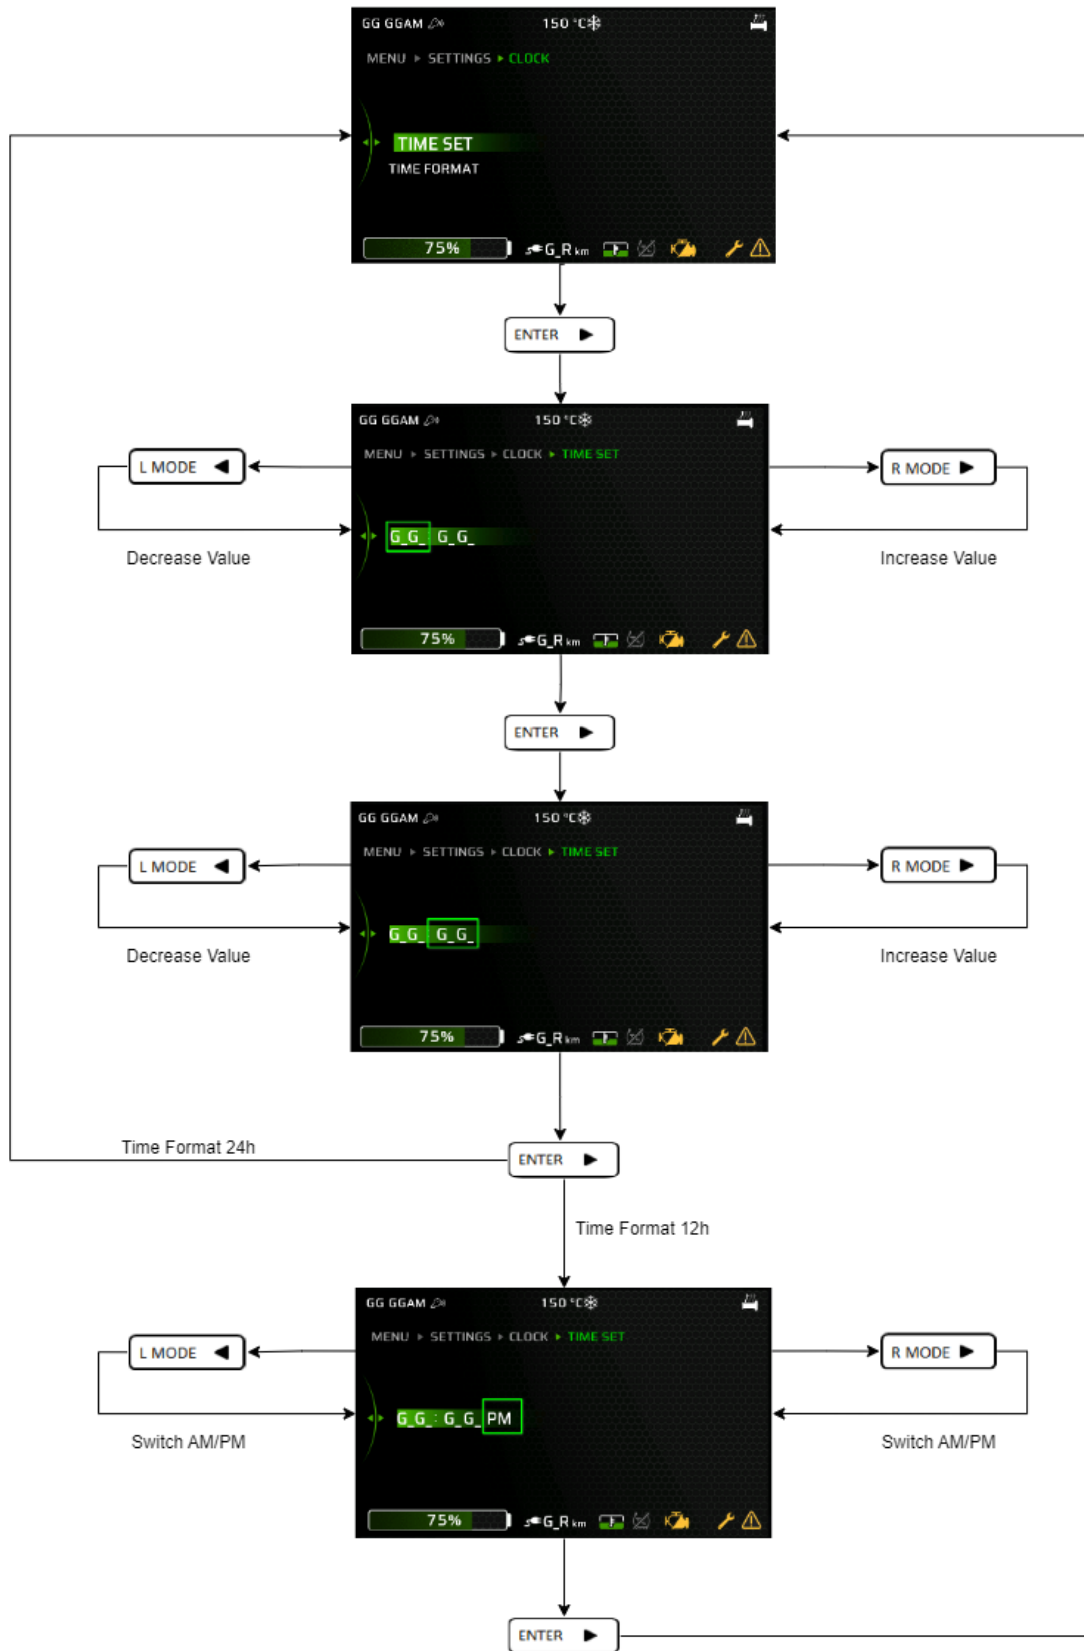 GG GGAM 150 °C
MENU SETTINGS CLOCK
TIME SET
TIME FORMAT
75% G_R km
ENTER
GG GGAM 150 °C
MENU SETTINGS CLOCK TIME SET
L MODE
R MODE
G_G_: G_G_
Decrease Value
Increase Value
75% G_R km
ENTER
GG GGAM 150 °C
MENU SETTINGS CLOCK TIME SET
L MODE
R MODE
G_G_: G_G_
Decrease Value
Increase Value
75% G_R km
Time Format 24h
ENTER
Time Format 12h
GG GGAM 150 °C
MENU SETTINGS CLOCK TIME SET
L MODE
R MODE
G_G_: G_G_ PM
Switch AM/PM
Switch AM/PM
75% G_R km
ENTER